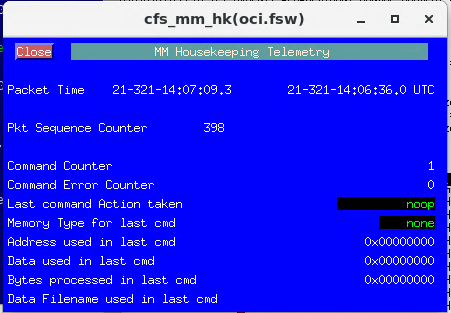 cfs_mm_hk(oci.fsw)
Close MM Housekeeping Telemetry
Packet Time 21-321-14:07:09.3 21-321-14:06:36.0 UTC
Pkt Sequence Counter 398
Command Counter 1
Command Error Counter 0
Last command Action taken noop
Memory Type for last cmd none
Address used in last cmd 0x00000000
Data used in last cmd 0x00000000
Bytes processed in last cmd 0x00000000
Data Filename used in last cmd